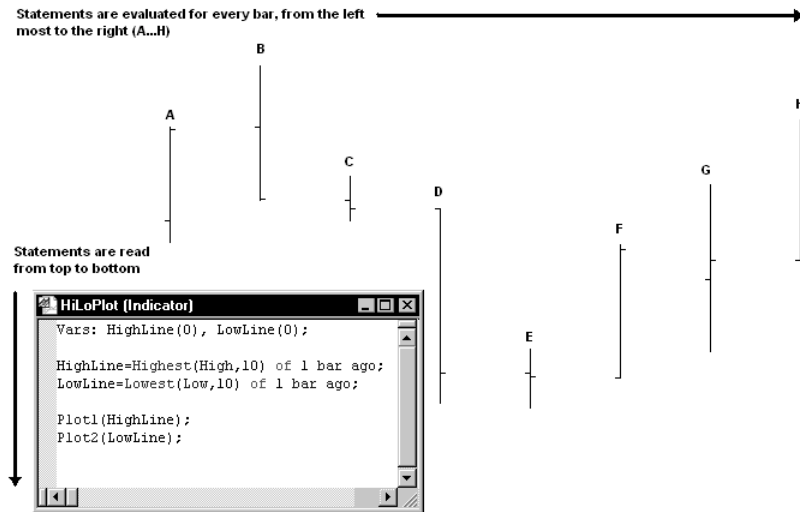 Statements are evaluated for every bar, from the left
most to the right (A...H)
B
A
C
D
E
F
G
H
Statements are read
from top to bottom
HiLoPlot (Indicator)
Vars: HighLine(0), LowLine(0);
HighLine=Highest(High,10) of 1 bar ago;
LowLine=Lowest(Low,10) of 1 bar ago;
Plot1(HighLine);
Plot2(LowLine);